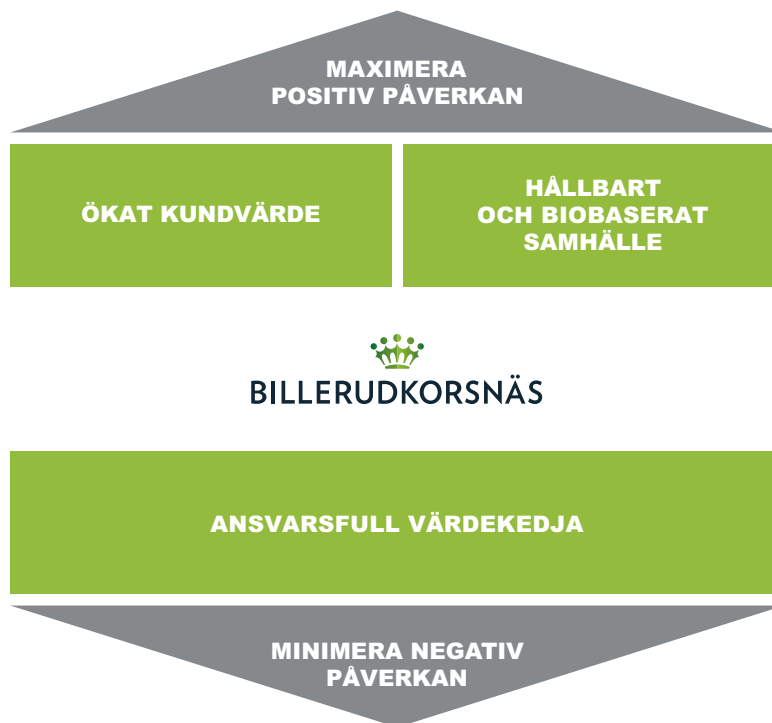 MAXIMERA
POSITIV PÅVERKAN
ÖKAT KUNDVÄRDE
HÅLLBART
OCH BIOBASERAT
SAMHÄLLE
BILLERUDKORSNÄS
ANSVARSFULL VÄRDEKEDJA
MINIMERA NEGATIV
PÅVERKAN